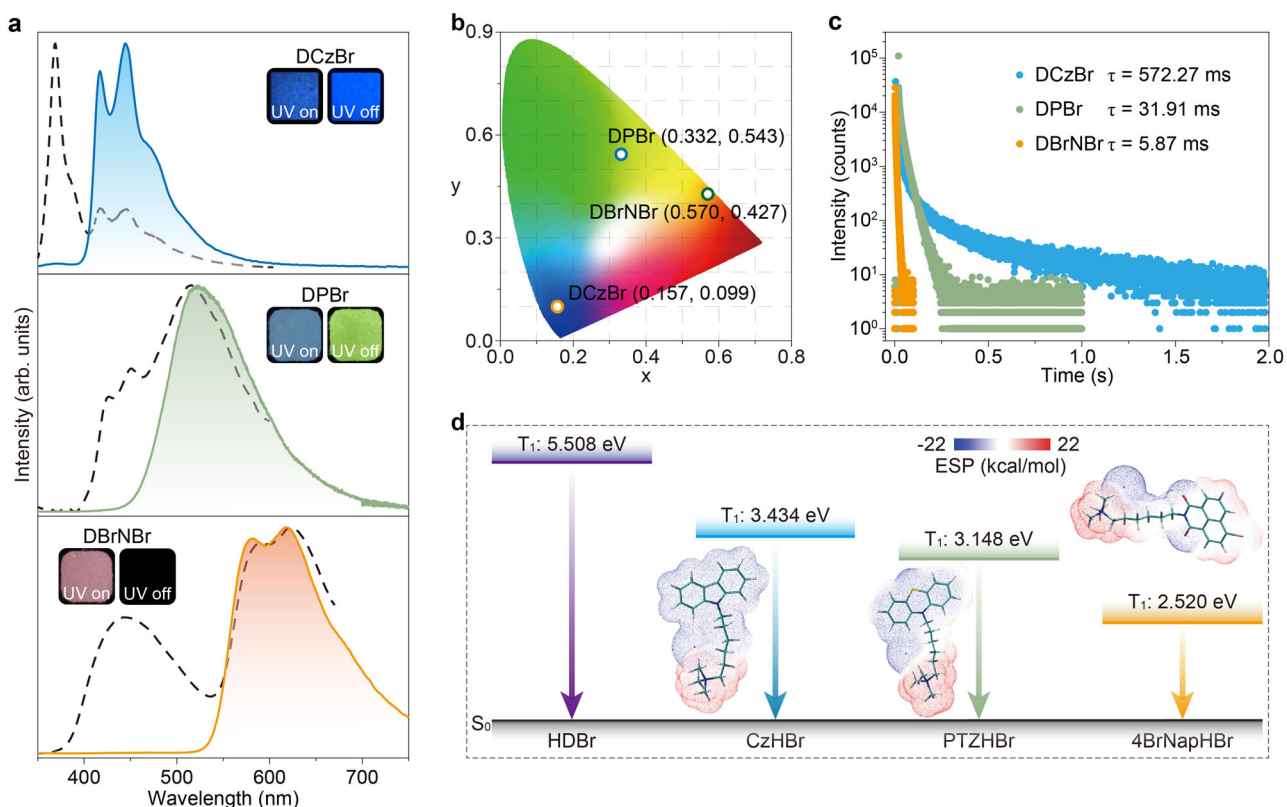 a
Intensity (arb. units)
DCzBr
UV on
UV off
DPBr
UV on
UV off
DBrNBr
UV on
UV off
400
500
600
700
Wavelength (nm)
b
0.9
0.6
0.3
0.0
y
DPBr (0.332, 0.543)
DBrNBr (0.570, 0.427)
DCzBr (0.157, 0.099)
0.0
0.2
0.4
0.6
0.8
x
c
Intensity (counts)
10⁵
10⁴
10³
10²
10¹
10⁰
DCzBr τ = 572.27 ms
DPBr τ = 31.91 ms
DBrNBr τ = 5.87 ms
0.0
0.5
1.0
1.5
2.0
Time (s)
d
T₁: 5.508 eV
-22
22
ESP (kcal/mol)
T₁: 3.434 eV
T₁: 3.148 eV
T₁: 2.520 eV
S₀
HDBr
CzHBr
PTZHBr
4BrNapHBr